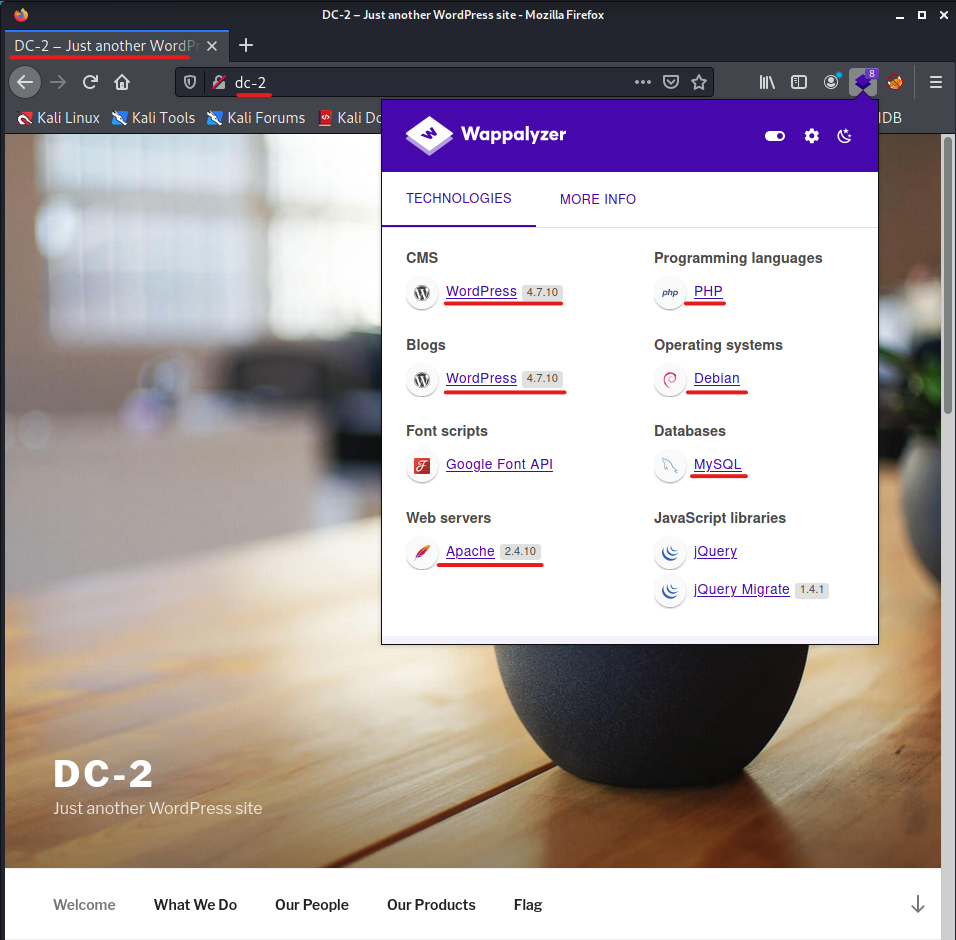 DC-2 – Just another WordPress site - Mozilla Firefox
DC-2 – Just another WordPr
dc-2
8
Kali Linux Kali Tools Kali Forums Kali Do
DB
W Wappalyzer
TECHNOLOGIES MORE INFO
CMS Programming languages
WordPress 4.7.10 php PHP
Blogs Operating systems
WordPress 4.7.10 Debian
Font scripts Databases
Google Font API MySQL
Web servers JavaScript libraries
Apache 2.4.10 jQuery
jQuery Migrate 1.4.1
DC-2
Just another WordPress site
Welcome What We Do Our People Our Products Flag